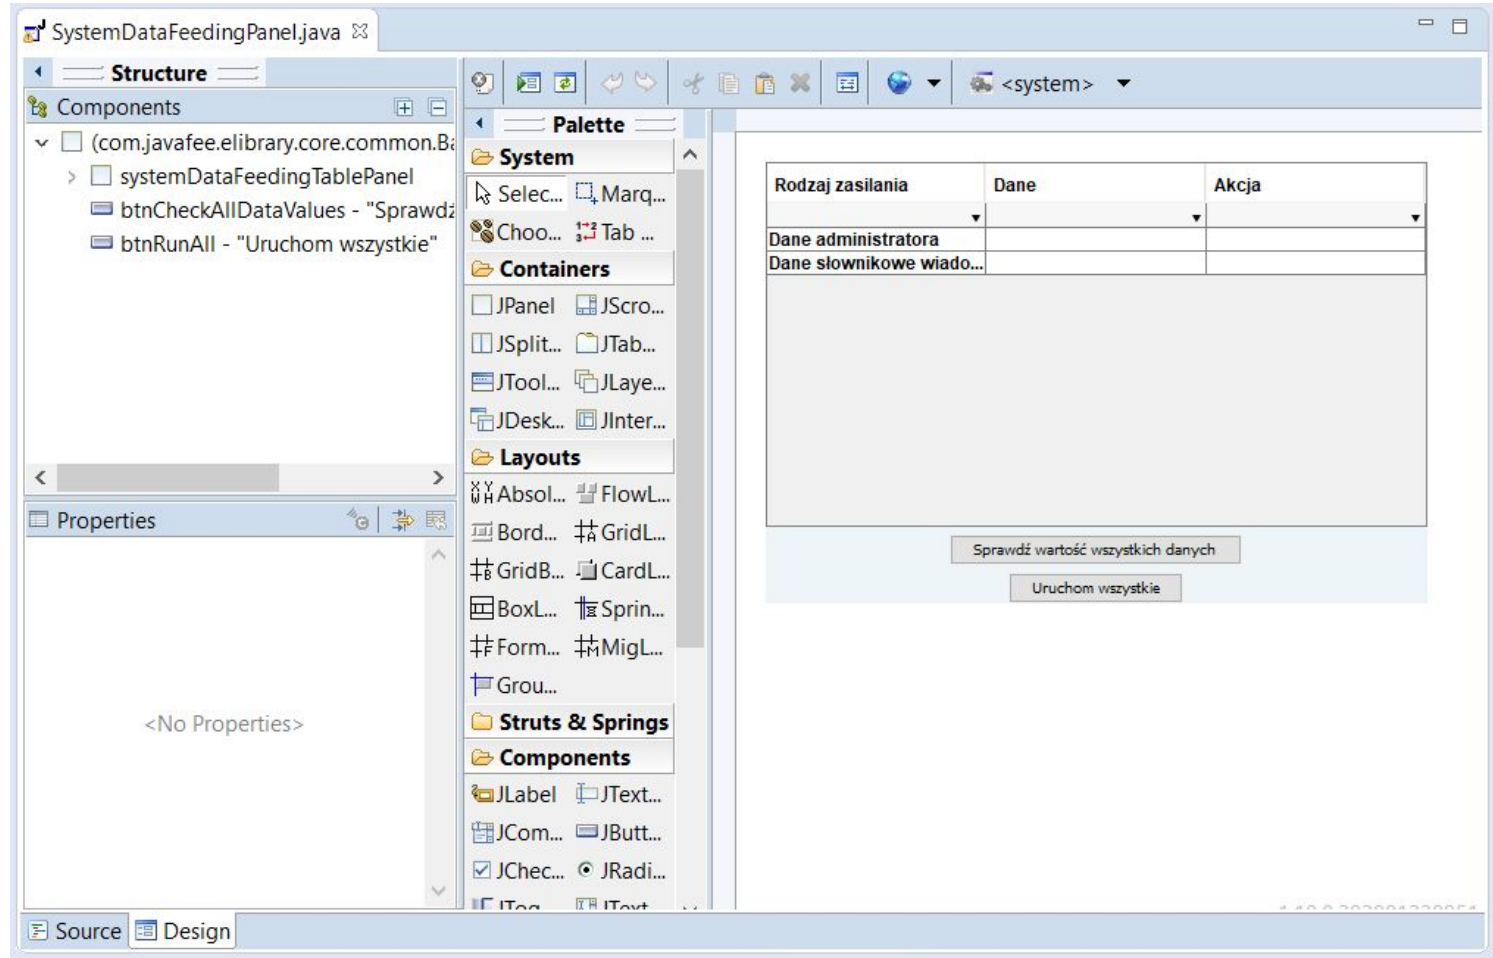 SystemDataFeedingPanel.java
Structure
Components
(com.javafee.elibrary.core.common.Ba
systemDataFeedingTablePanel
btnCheckAllDataValues - "Sprawdź
btnRunAll - "Uruchom wszystkie"
Properties
<No Properties>
<system>
Palette
System
Selec... Marq...
Choo... Tab ...
Containers
JPanel JScro...
JSplit... JTab...
JTool... JLaye...
JDesk... JInter...
Layouts
Absol... FlowL...
Bord... GridL...
GridB... CardL...
BoxL... Sprin...
Form... MigL...
Grou...
Struts & Springs
Components
JLabel JText...
JCom... JButt...
JChec... JRadi...
JTog... JText...
Rodzaj zasilania Dane Akcja
Dane administratora
Dane słownikowe wiado...
Sprawdź wartość wszystkich danych
Uruchom wszystkie
Source Design